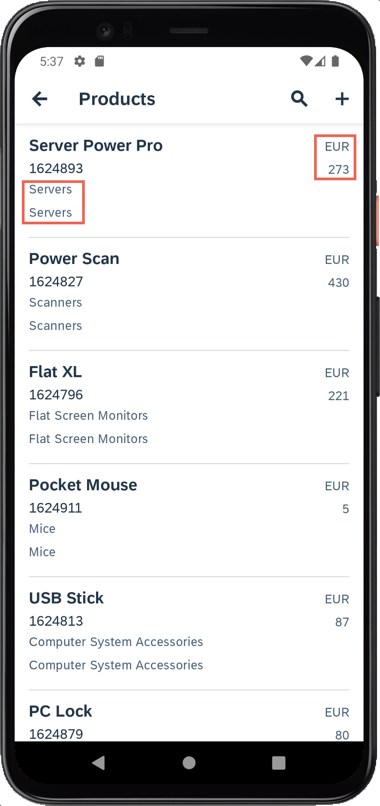 5:37
Products
Server Power Pro EUR
1624893 273
Servers
Servers
Power Scan EUR
1624827 430
Scanners
Scanners
Flat XL EUR
1624796 221
Flat Screen Monitors
Flat Screen Monitors
Pocket Mouse EUR
1624911 5
Mice
Mice
USB Stick EUR
1624813 87
Computer System Accessories
Computer System Accessories
PC Lock EUR
1624879 80